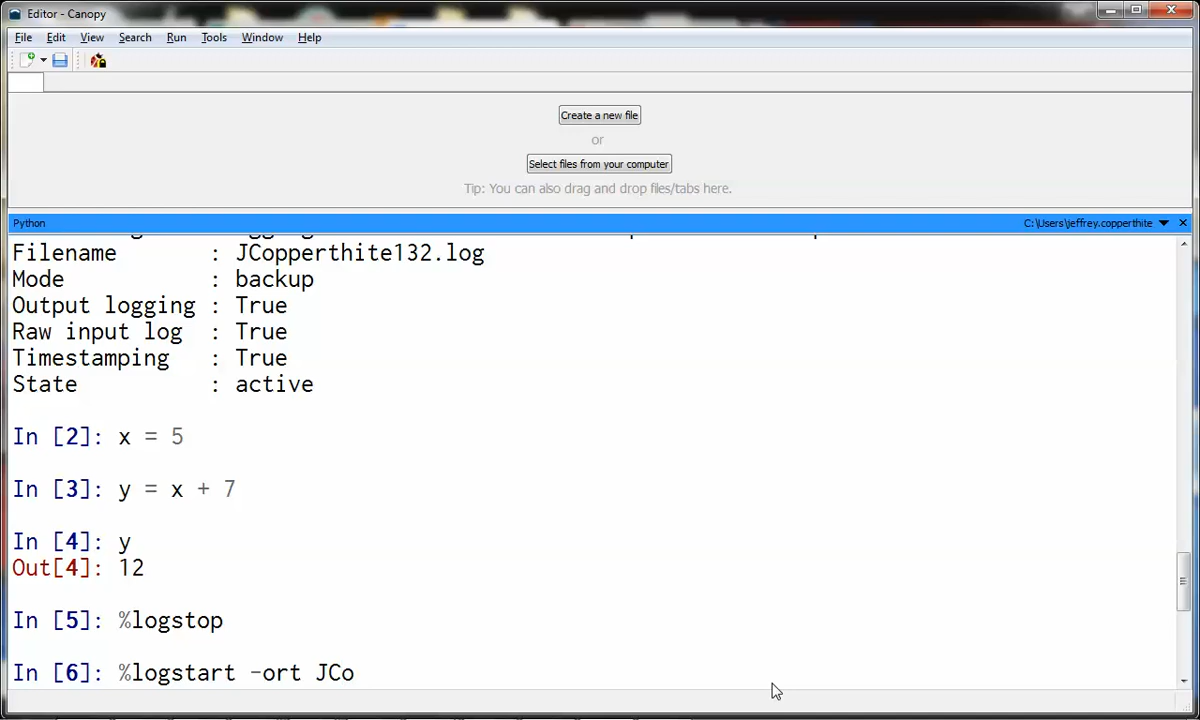 Editor - Canopy
File Edit View Search Run Tools Window Help
Create a new file
or
Select files from your computer
Tip: You can also drag and drop files/tabs here.
Python C:\Users\jeffrey.copperthite
Filename : JCopperthite132.log
Mode : backup
Output logging : True
Raw input log : True
Timestamping : True
State : active
In [2]: x = 5
In [3]: y = x + 7
In [4]: y
Out[4]: 12
In [5]: %logstop
In [6]: %logstart -ort JCo